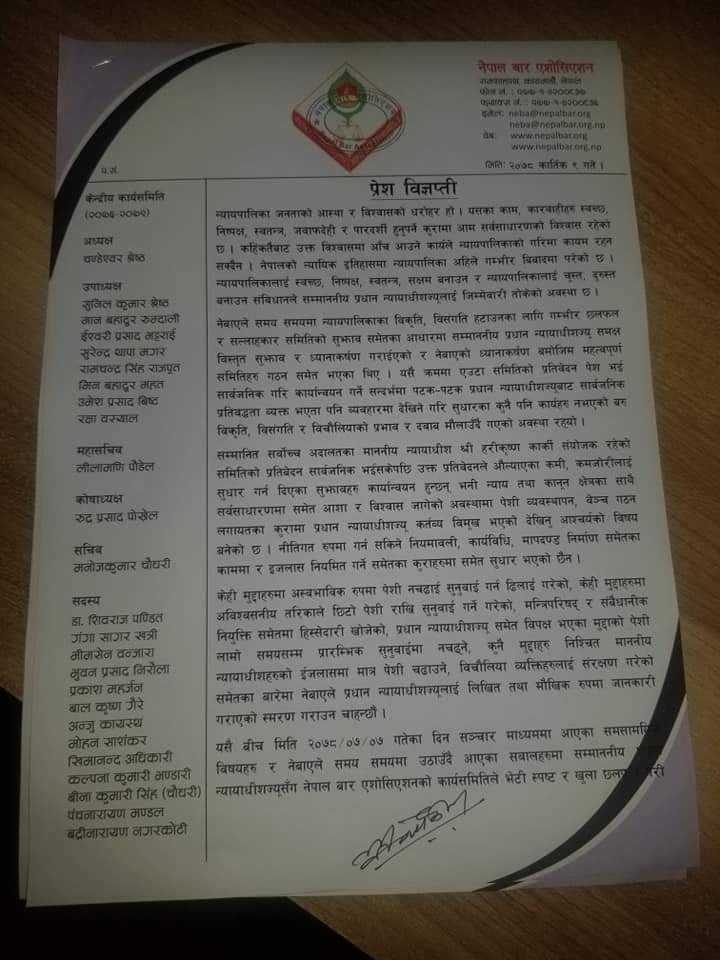 नेपाल बार एशोसिएशन
रामशाहपथ, काठमाडौं, नेपाल
फोन नं. : ०७७-१-४२००८३७
फ्याक्स नं. : ०७७-१-४२००८३६
इमेल: neba@nepalbar.org
neba@nepalbar.org.np
वेब: www.nepalbar.org
www.nepalbar.org.np
मिति: २०७८ कार्तिक ९ गते ।
Nepal Bar Association
प.सं.
केन्द्रीय कार्यसमिति
(२०७६-२०७९)
अध्यक्ष
चण्डेश्वर श्रेष्ठ
उपाध्यक्ष
सुनिल कुमार श्रेष्ठ
मान बहादुर रुम्दाली
ईश्वरी प्रसाद भट्टराई
सुरेन्द्र थापा मगर
रामचन्द्र सिंह राजपुत
मिन बहादुर महत
उमेश प्रसाद बिष्ठ
रक्षा वस्याल
महासचिव
लीलामणि पौडेल
कोषाध्यक्ष
रुद्र प्रसाद पोखेल
सचिव
मनोजकुमार चौधरी
सदस्य
डा. शिवराज पण्डित
गंगा सागर खत्री
भीमसेन वन्जारा
भुवन प्रसाद निरौला
प्रकाश महर्जन
बाल कृष्ण गैरे
अन्जु कायस्थ
मोहन साशंकर
खिमानन्द अधिकारी
कल्पना कुमारी भण्डारी
बीना कुमारी सिंह (चौधरी)
पंचनारायण मण्डल
बद्रीनारायण नगरकोटी
प्रेश विज्ञप्ती
न्यायपालिका जनताको आस्था र विश्वासको धरोहर हो । यसका काम, कारवाहीहरु स्वच्छ,
निष्पक्ष, स्वतन्त्र, जवाफदेही र पारदर्शी हुनुपर्ने कुरामा आम सर्वसाधारणको विश्वास रहेको
छ । कहिंकतैबाट उक्त विश्वासमा आँच आउने कार्यले न्यायपालिकाको गरिमा कायम रहन
सक्दैन । नेपालको न्यायिक इतिहासमा न्यायपालिका अहिले गम्भीर बिबादमा परेको छ ।
न्यायपालिकालाई स्वच्छ, निष्पक्ष, स्वतन्त्र, सक्षम बनाउन र न्यायपालिकालाई चुस्त, दुरुस्त
बनाउन संविधानले सम्माननीय प्रधान न्यायाधीशज्यूलाई जिम्मेवारी तोकेको अवस्था छ ।
नेबाएले समय समयमा न्यायपालिकाका विकृति, विसंगति हटाउनका लागि गम्भीर छलफल
र सल्लाहकार समितिको सुझाव समेतका आधारमा सम्माननीय प्रधान न्यायाधीशज्यू समक्ष
विस्तृत सुझाव र ध्यानाकर्षण गराईएको र नेबाएको ध्यानाकर्षण बमोजिम महत्वपूर्ण
समितिहरु गठन समेत भएका थिए । यसै क्रममा एउटा समितिको प्रतिवेदन पेश भई
सार्वजनिक गरि कार्यान्वयन गर्ने सन्दर्भमा पटक-पटक प्रधान न्यायाधीशज्यूबाट सार्वजनिक
प्रतिवद्धता व्यक्त भएता पनि व्यवहारमा देखिने गरि सुधारका कुनै पनि कार्यहरु नभएको बरु
विकृति, विसंगति र विचौलियाको प्रभाव र दबाव मौलाउँदै गएको अवस्था रहयो ।
सम्मानित सर्वोच्च अदालतका माननीय न्यायाधीश श्री हरीकृष्ण कार्की संयोजक रहेको
समितिको प्रतिवेदन सार्वजनिक भईसकेपछि उक्त प्रतिवेदनले औंल्याएका कमी, कमजोरीलाई
सुधार गर्न दिएका सुझावहरु कार्यान्वयन हुन्छन् भनी न्याय तथा कानून क्षेत्रका साथै
सर्वसाधारणमा समेत आशा र विश्वास जागेको अवस्थामा पेशी व्यवस्थापन, वेञ्च गठन
लगायतका कुरामा प्रधान न्यायाधीशज्यू कर्तव्य विमुख भएको देखिनु आश्चर्यको विषय
बनेको छ । नीतिगत रुपमा गर्न सकिने नियमावली, कार्यविधि, मापदण्ड निर्माण समेतका
काममा र इजलास नियमित गर्ने समेतका कुराहरुमा समेत सुधार भएको छैन ।
केही मुद्दाहरुमा अस्वभाविक रुपमा पेशी नचढाई सुनुवाई गर्न ढिलाई गरेको, केही मुद्दाहरुमा
अविश्वसनीय तरिकाले छिटो पेशी राखि सुनुवाई गर्ने गरेको, मन्त्रिपरिषद् र संवैधानीक
नियुक्ति समेतमा हिस्सेदारी खोजेको, प्रधान न्यायाधीशज्यू समेत विपक्ष भएका मुद्दाको पेशी
लामो समयसम्म प्रारम्भिक सुनुवाईमा नचढ्ने, कुनै मुद्दाहरु निश्चित माननीय
न्यायाधीशहरुको ईजलासमा मात्र पेशी चढाउने, विचौलिया व्यक्तिहरुलाई संरक्षण गरेको
समेतका बारेमा नेबाएले प्रधान न्यायाधीशज्यूलाई लिखित तथा मौखिक रुपमा जानकारी
गराएको स्मरण गराउन चाहन्छौं ।
यसै बीच मिति २०७८/०७/०७ गतेका दिन सञ्चार माध्यममा आएका समसामयिक
विषयहरु र नेबाएले समय समयमा उठाउँदै आएका सवालहरुमा सम्माननीय
न्यायाधीशज्यूसँग नेपाल बार एशोसिएशनको कार्यसमितिले भेटी स्पष्ट र खुला छलफल गरी